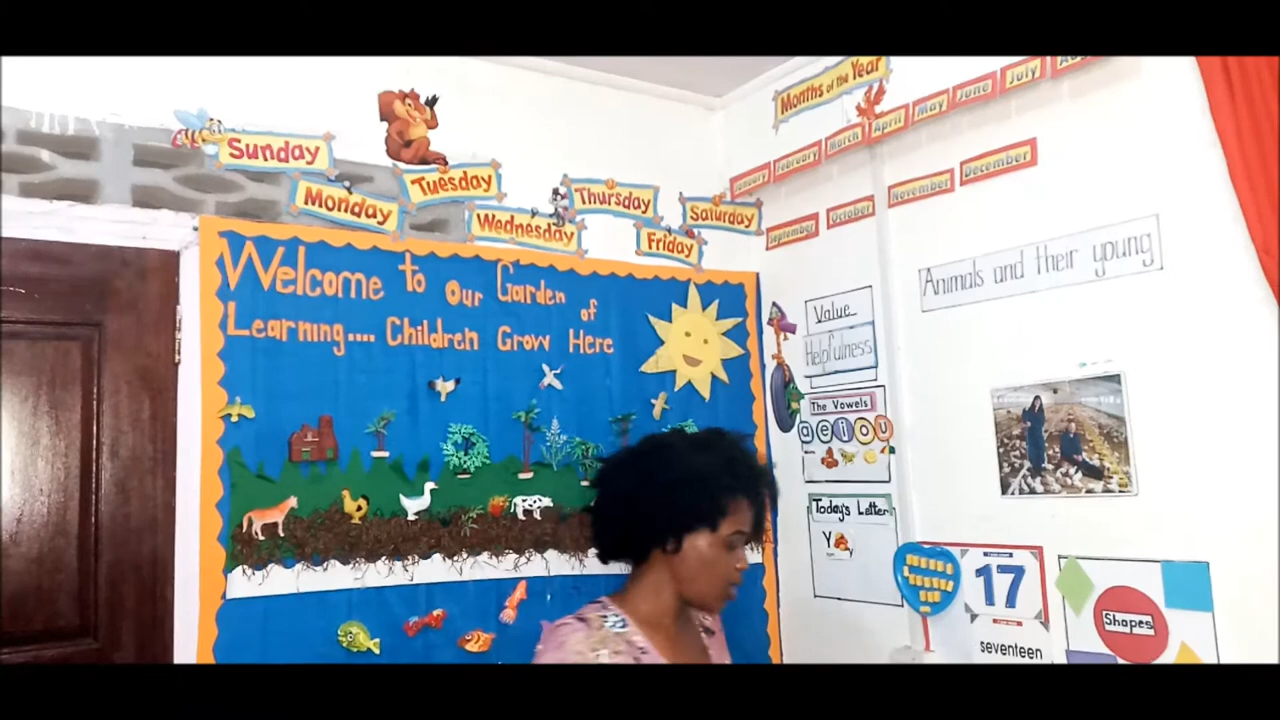 Sunday
Monday
Tuesday
Wednesday
Thursday
Friday
Saturday
Months of the Year
January
February
March
April
May
June
July
September
October
November
December
Welcome to our Garden of
Learning.... Children Grow Here
Animals and their young
Value
Helpfulness
The Vowels
a e i o u
Today's Letter
Y y
17
seventeen
Shapes